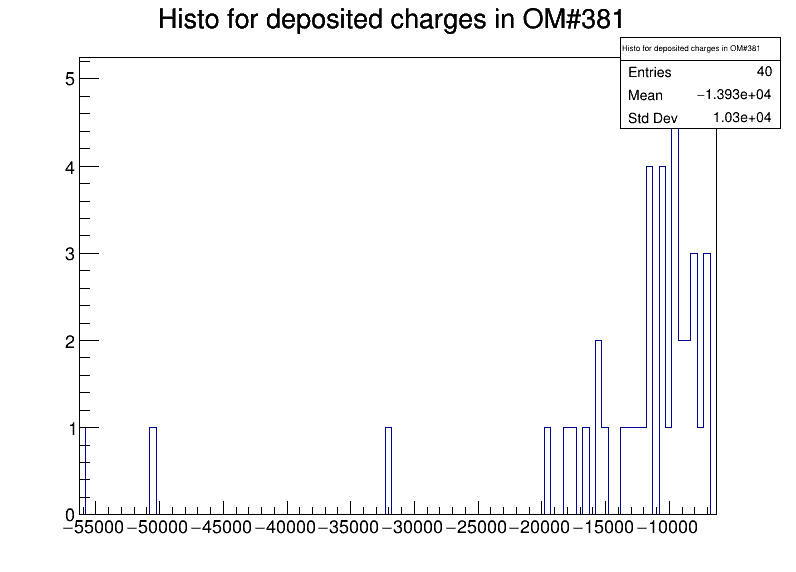 Histo for deposited charges in OM#381
Histo for deposited charges in OM#381
Entries 40
Mean −1.393e+04
Std Dev 1.03e+04
5
4
3
2
1
0
−55000 −50000 −45000 −40000 −35000 −30000 −25000 −20000 −15000 −10000